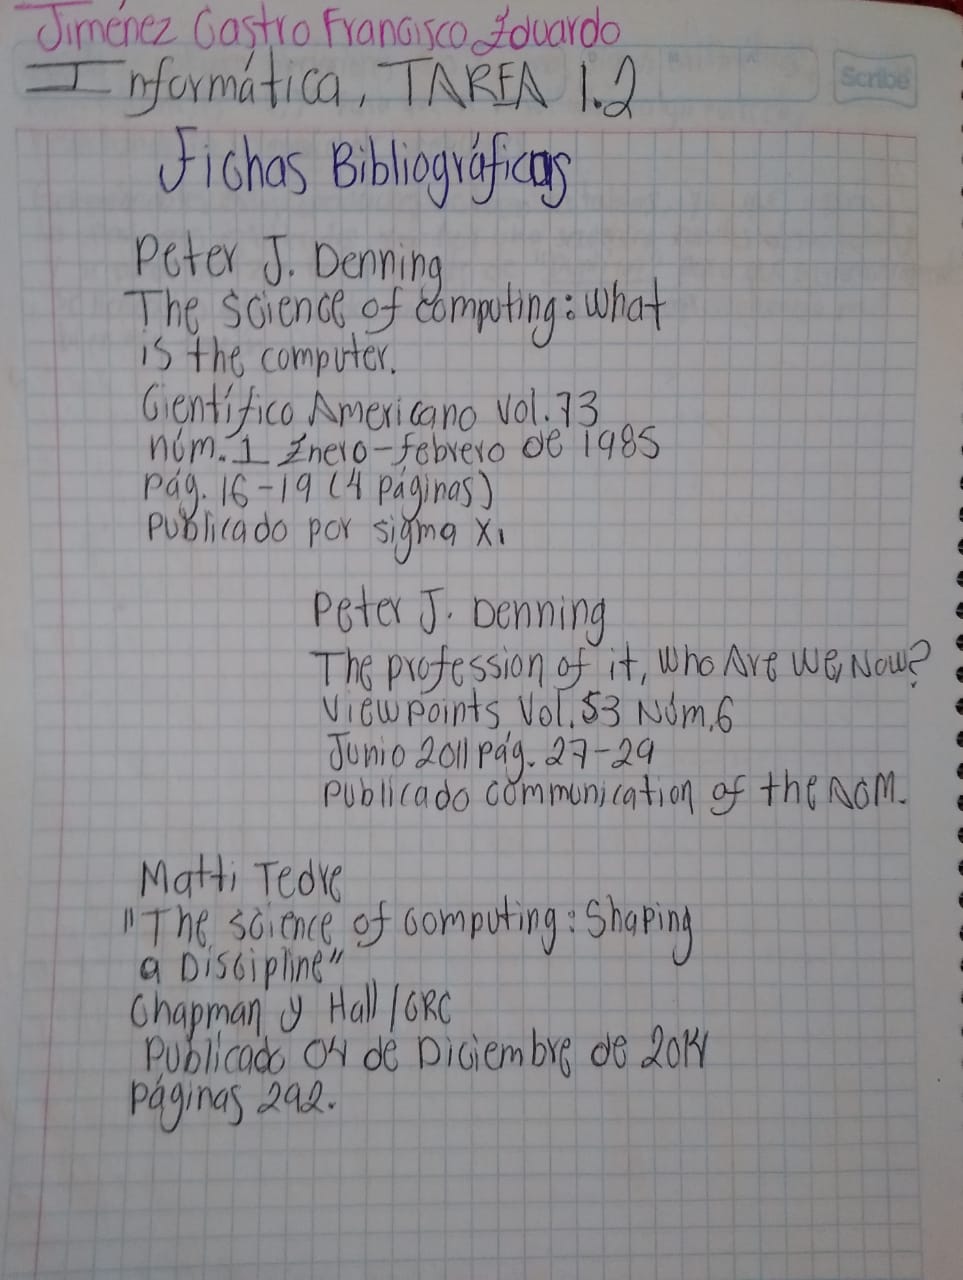 Jiménez Castro Francisco Eduardo
Informática, TAREA 1.2
Scribe
Fichas Bibliográficas
Peter J. Denning
The science of computing: what
is the computer.
Científico Americano Vol. 73
núm. 1 Enero-febrero de 1985
pág. 16-19 (4 páginas)
Publicado por sigma Xi
Peter J. Denning
The profession of it, Who Are We, Now?
Viewpoints Vol. 53 Núm. 6
Junio 2011 pág. 27-29
Publicado communication of the ACM.
Matti Tedre
"The science of computing: Shaping
a Discipline"
Chapman y Hall/CRC
Publicado 04 de Diciembre de 2014
Páginas 292.